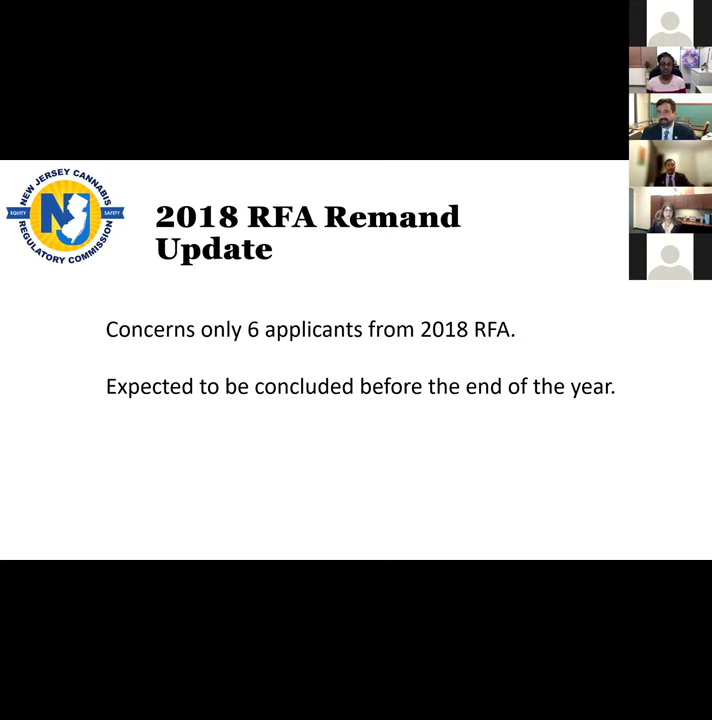 NEW JERSEY CANNABIS
EQUITY
NJ
SAFETY
REGULATORY COMMISSION
2018 RFA Remand
Update
Concerns only 6 applicants from 2018 RFA.
Expected to be concluded before the end of the year.